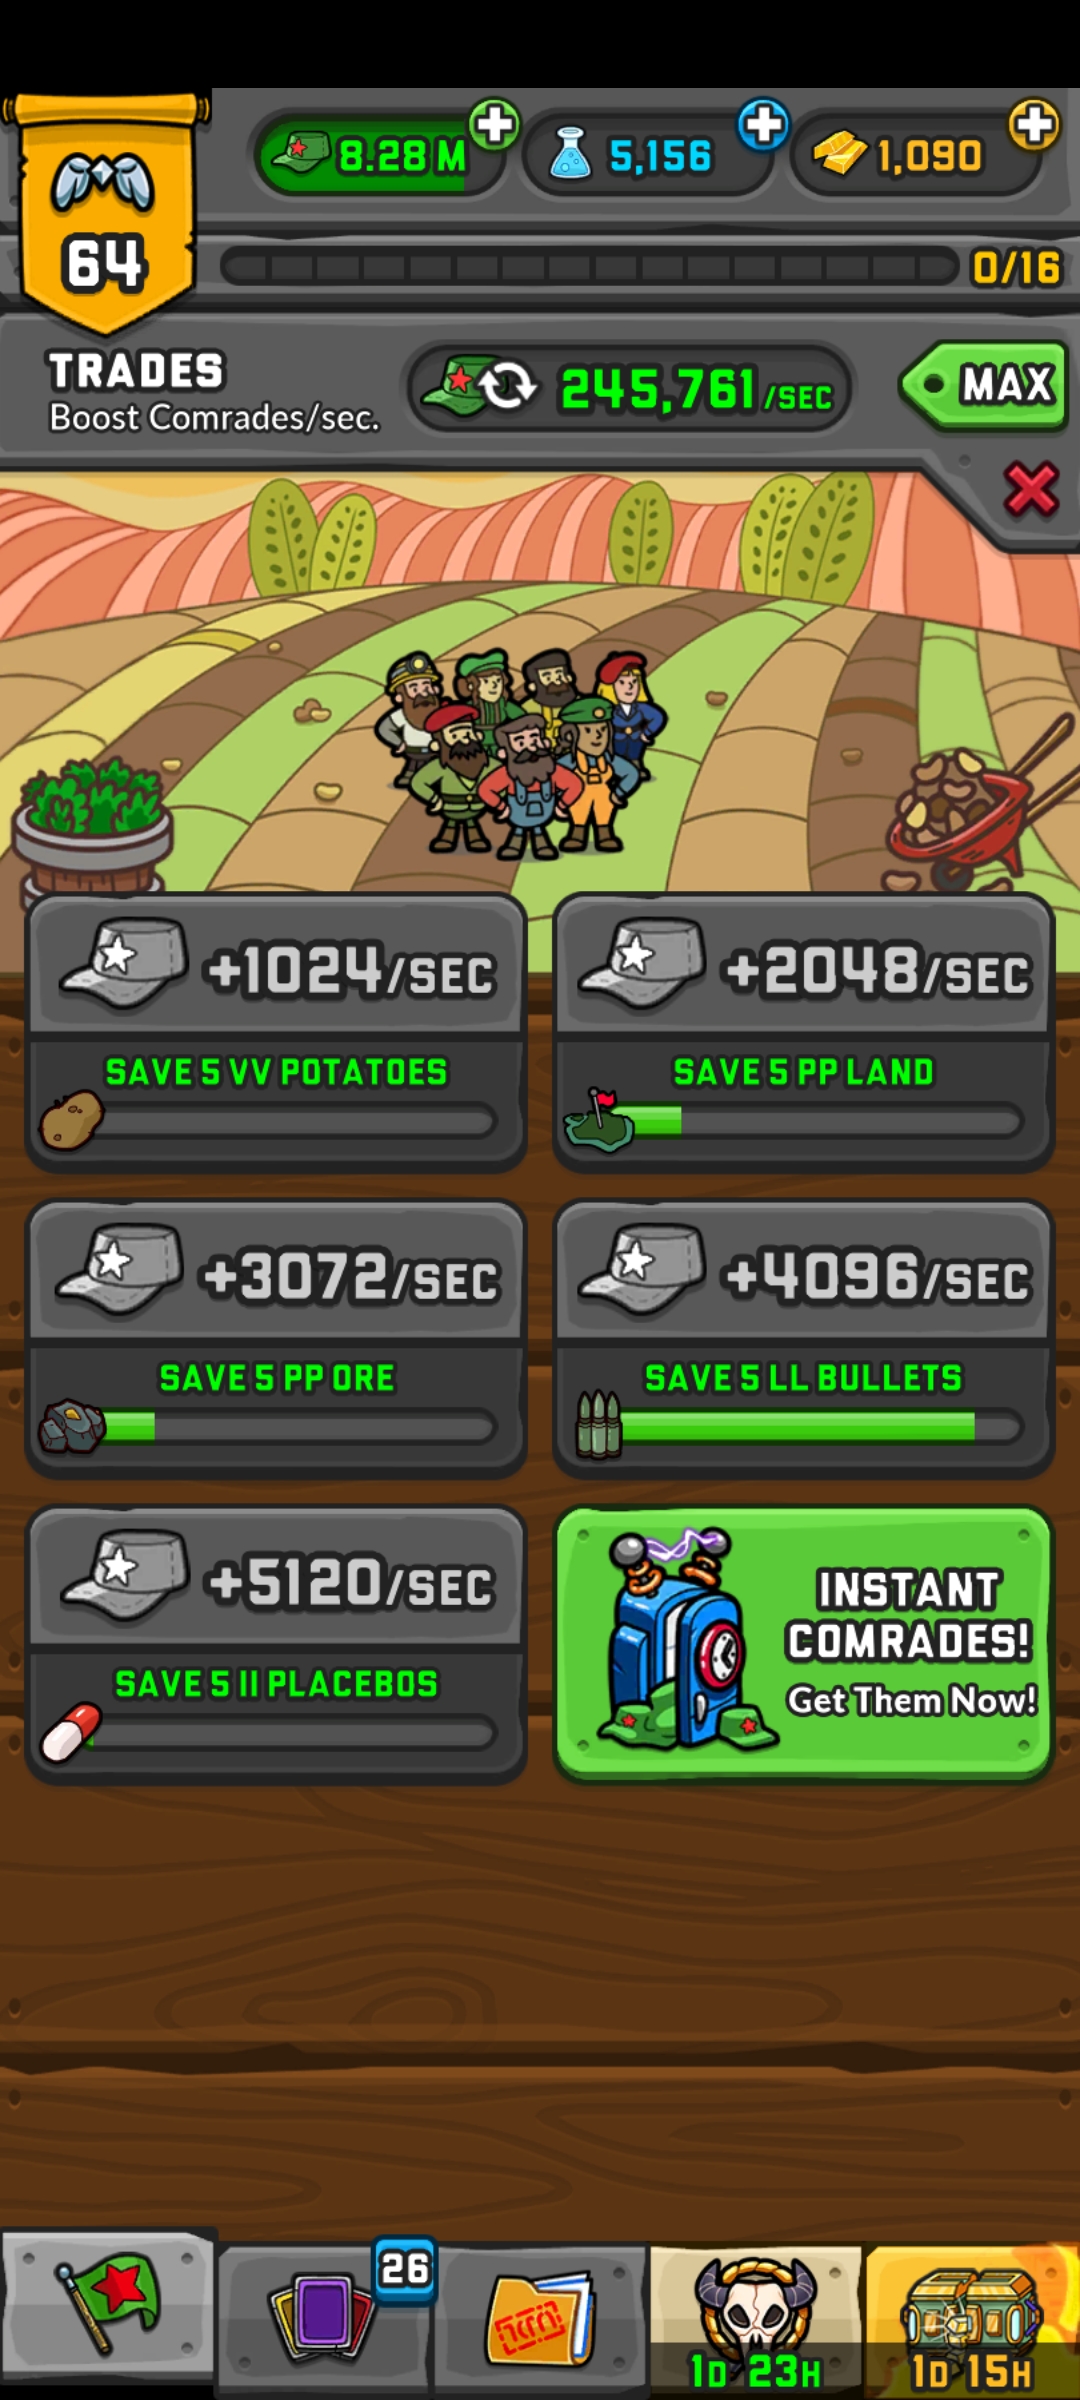 8.28 M
5,156
1,090
64
0/16
TRADES
Boost Comrades/sec.
245,761/SEC
MAX
+1024/SEC
SAVE 5 VV POTATOES
+2048/SEC
SAVE 5 PP LAND
+3072/SEC
SAVE 5 PP ORE
+4096/SEC
SAVE 5 LL BULLETS
+5120/SEC
SAVE 5 II PLACEBOS
INSTANT
COMRADES!
Get Them Now!
26
1D 23H
1D 15H